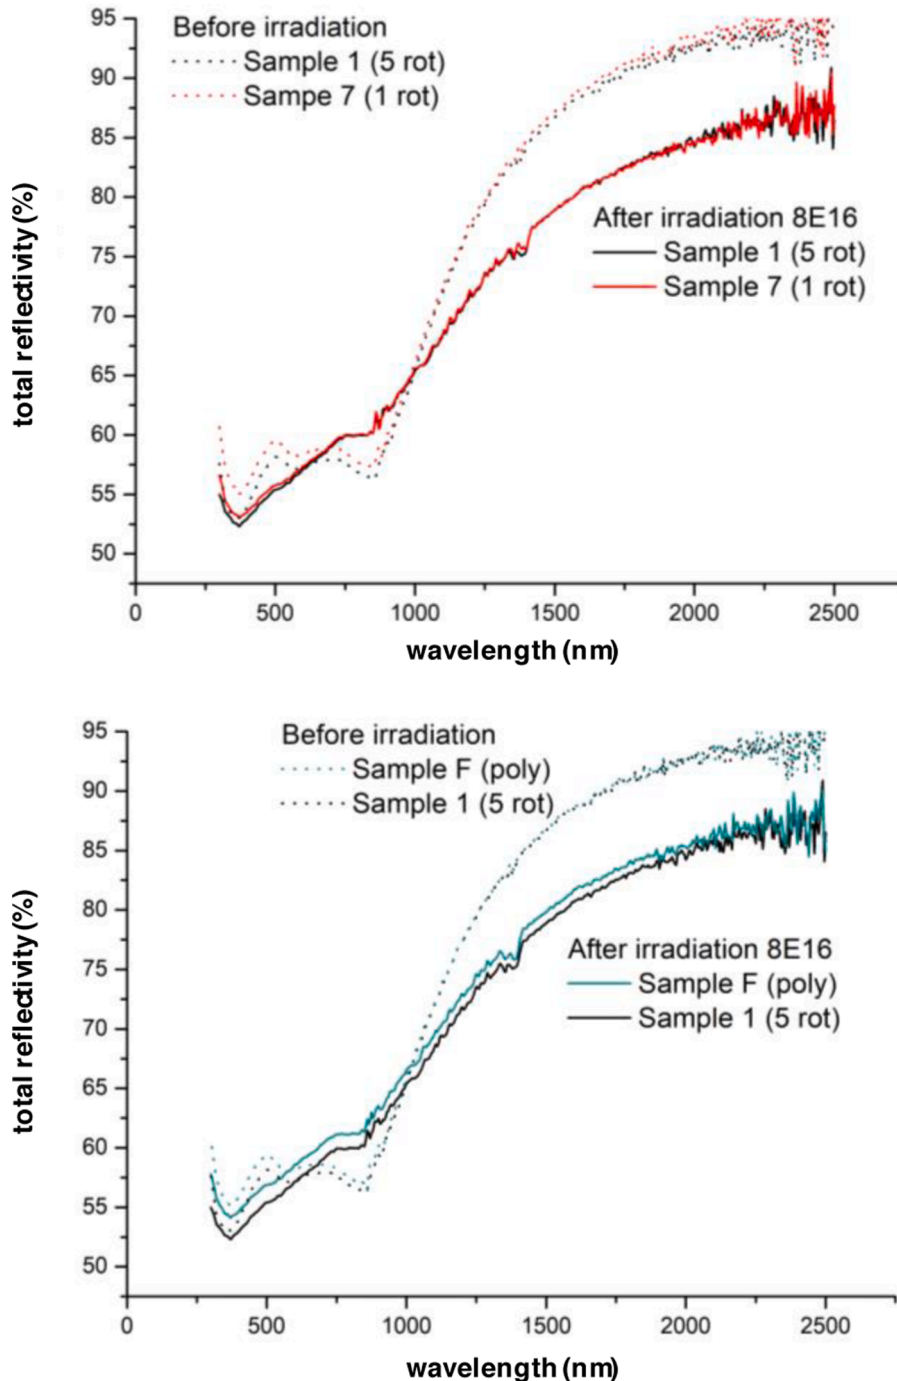 95
Before irradiation
Sample 1 (5 rot)
90
Sampe 7 (1 rot)
85
80
After irradiation 8E16
75
Sample 1 (5 rot)
70
Sample 7 (1 rot)
65
60
55
50
total reflectivity (%)
0 500 1000 1500 2000 2500
wavelength (nm)
95
Before irradiation
Sample F (poly)
90
Sample 1 (5 rot)
85
80
After irradiation 8E16
75
Sample F (poly)
70
Sample 1 (5 rot)
65
60
55
50
total reflectivity (%)
0 500 1000 1500 2000 2500
wavelength (nm)